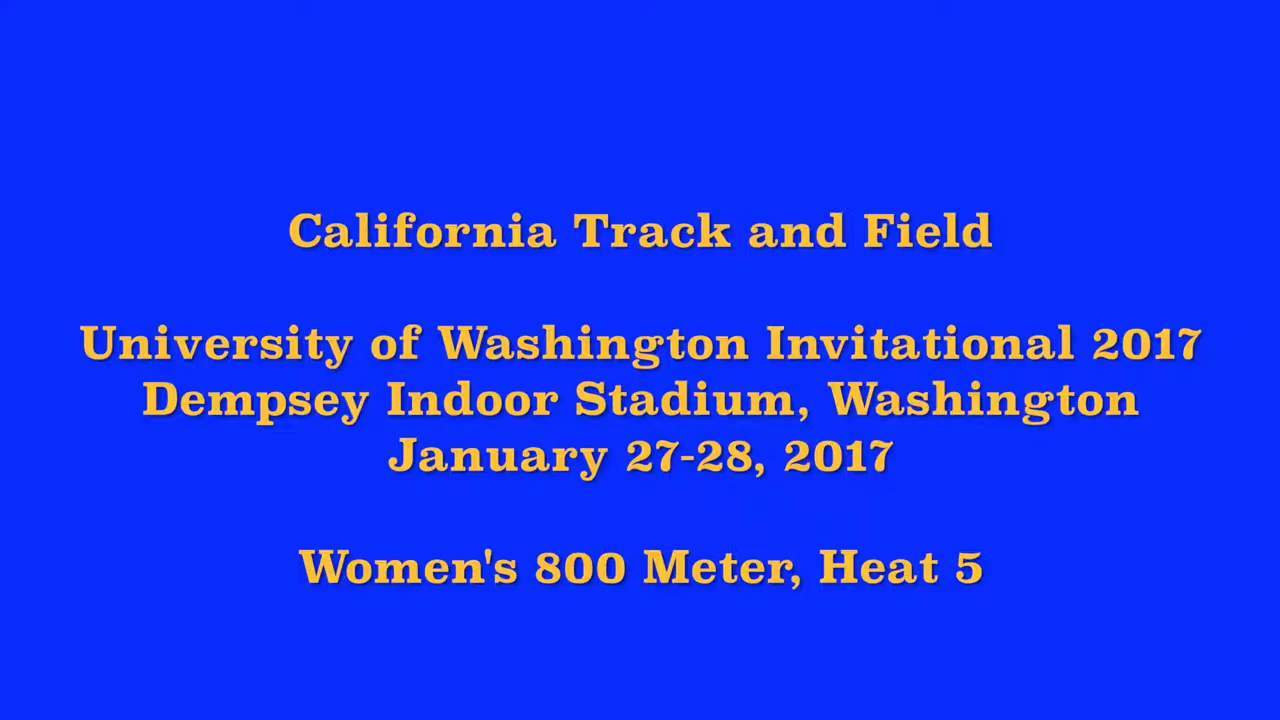 California Track and Field
University of Washington Invitational 2017
Dempsey Indoor Stadium, Washington
January 27-28, 2017
Women's 800 Meter, Heat 5